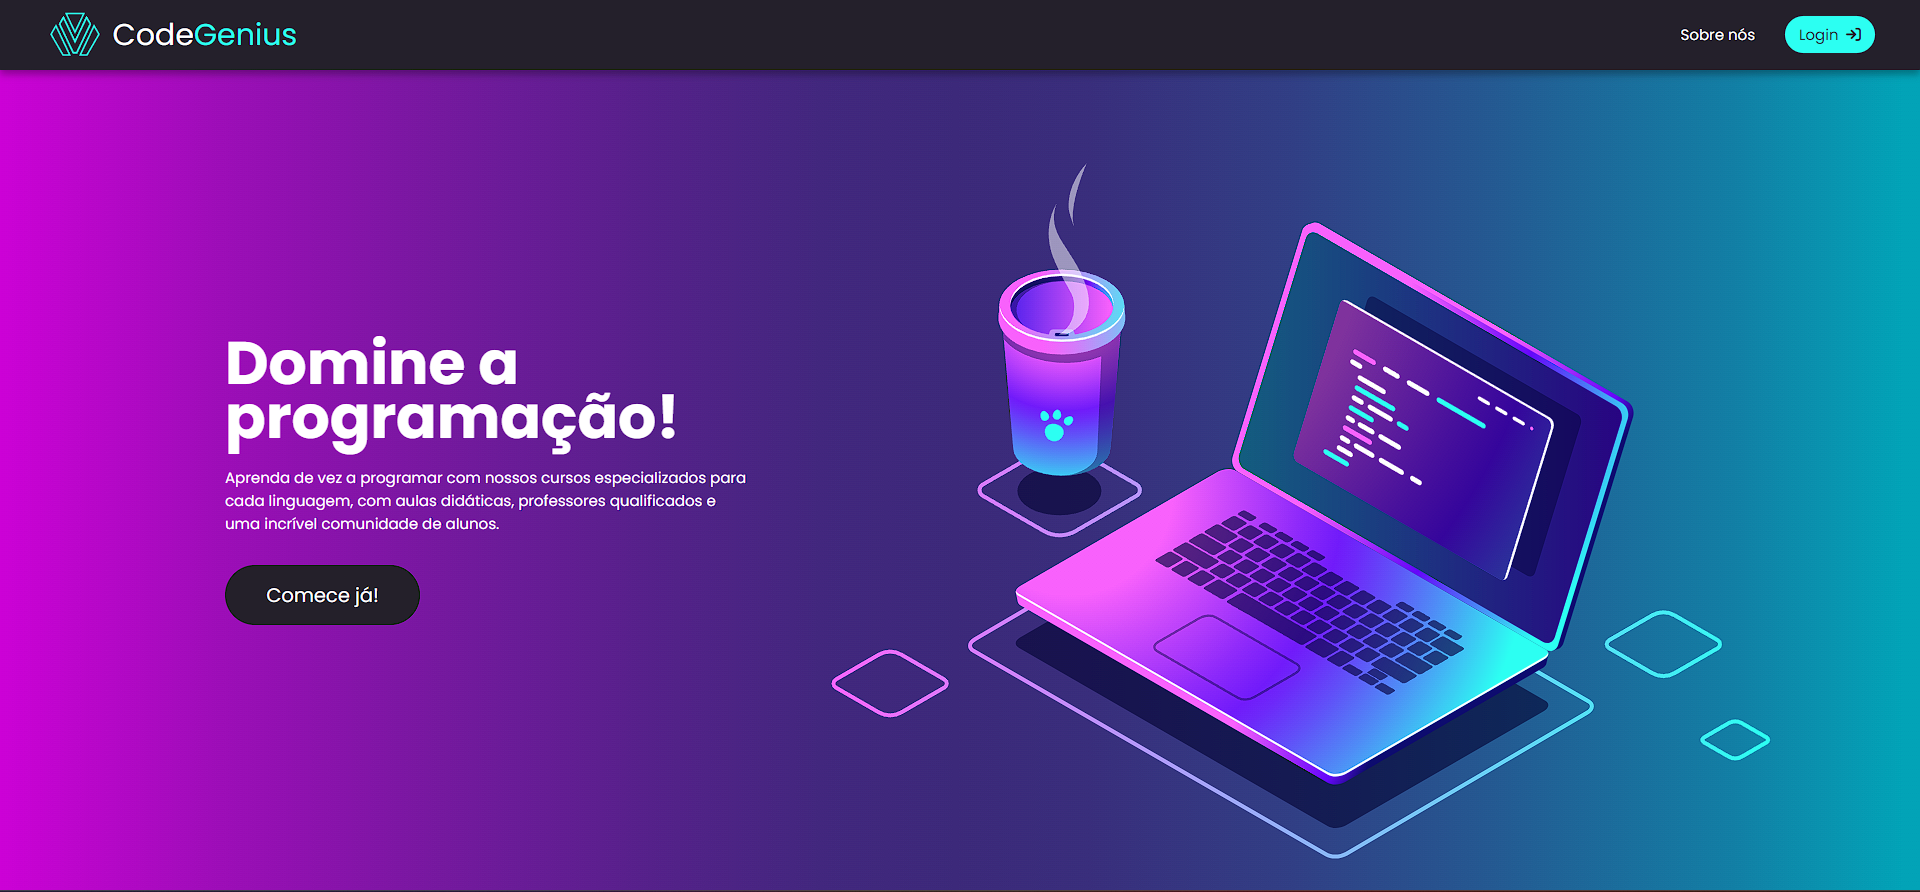 CodeGenius
Sobre nós
Login
Domine a
programação!
Aprenda de vez a programar com nossos cursos especializados para
cada linguagem, com aulas didáticas, professores qualificados e
uma incrível comunidade de alunos.
Comece já!